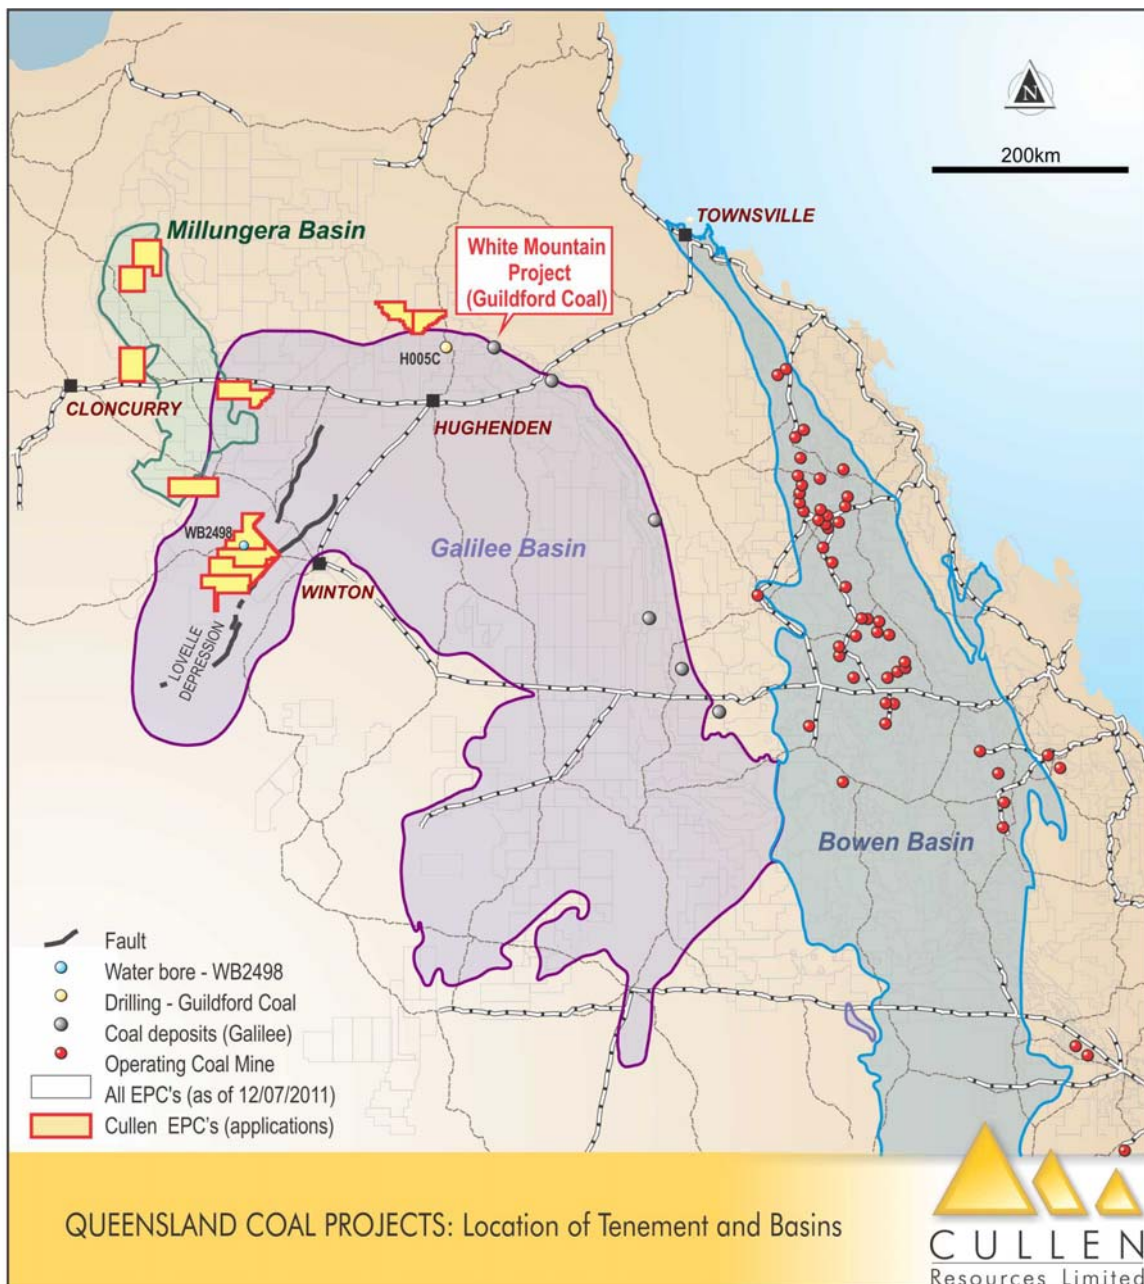 N
200km
TOWNSVILLE
Millungera Basin
White Mountain
Project
(Guildford Coal)
H005C
CLONCURRY
HUGHENDEN
WB2498
Galilee Basin
WINTON
LOVELLE
DEPRESSION
Bowen Basin
Fault
Water bore - WB2498
Drilling - Guildford Coal
Coal deposits (Galilee)
Operating Coal Mine
All EPC's (as of 12/07/2011)
Cullen EPC's (applications)
QUEENSLAND COAL PROJECTS: Location of Tenement and Basins
CULLEN
Resources Limited